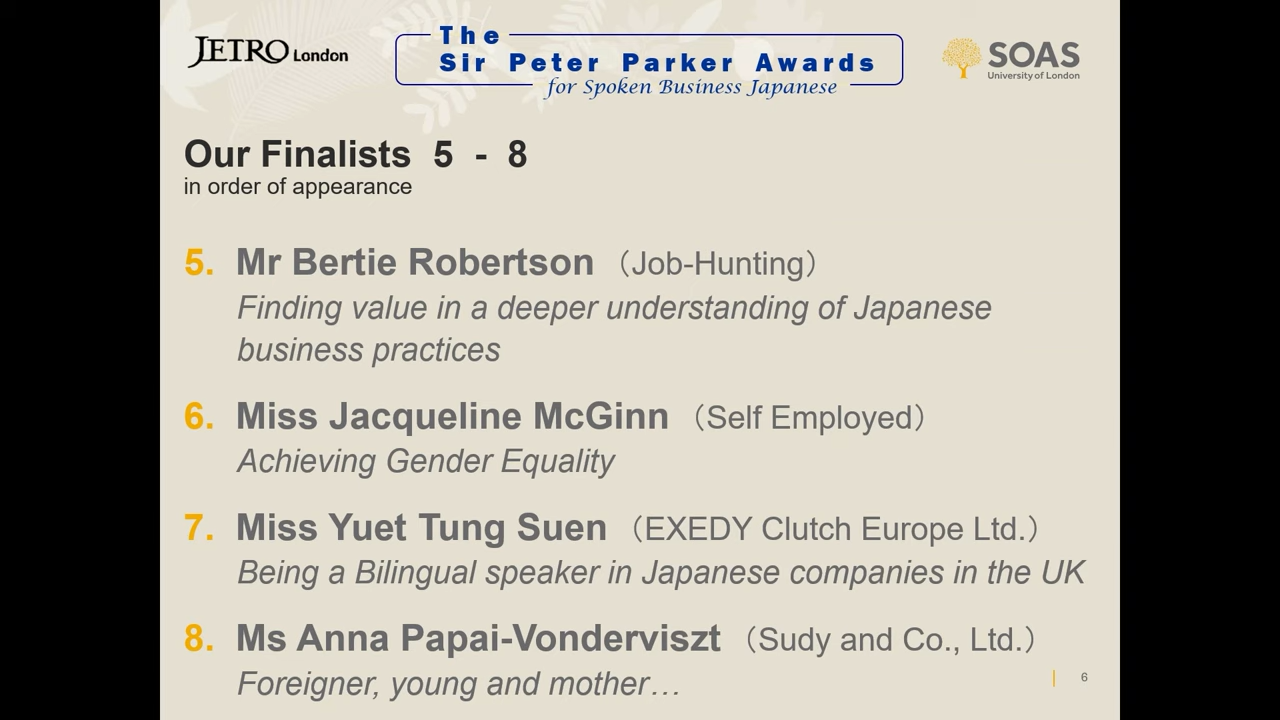 JETRO London
The
Sir Peter Parker Awards
for Spoken Business Japanese
SOAS
University of London
Our Finalists 5 - 8
in order of appearance
5. Mr Bertie Robertson （Job-Hunting）
Finding value in a deeper understanding of Japanese
business practices
6. Miss Jacqueline McGinn （Self Employed）
Achieving Gender Equality
7. Miss Yuet Tung Suen （EXEDY Clutch Europe Ltd.）
Being a Bilingual speaker in Japanese companies in the UK
8. Ms Anna Papai-Vonderviszt （Sudy and Co., Ltd.）
Foreigner, young and mother…
6